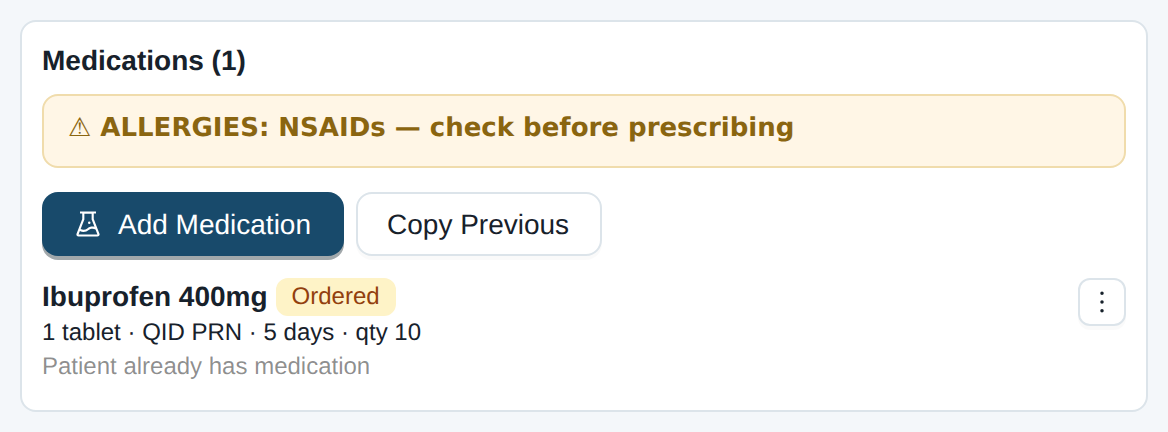 Medications (1)
⚠ ALLERGIES: NSAIDs — check before prescribing
Add Medication
Copy Previous
Ibuprofen 400mg Ordered
1 tablet · QID PRN · 5 days · qty 10
Patient already has medication